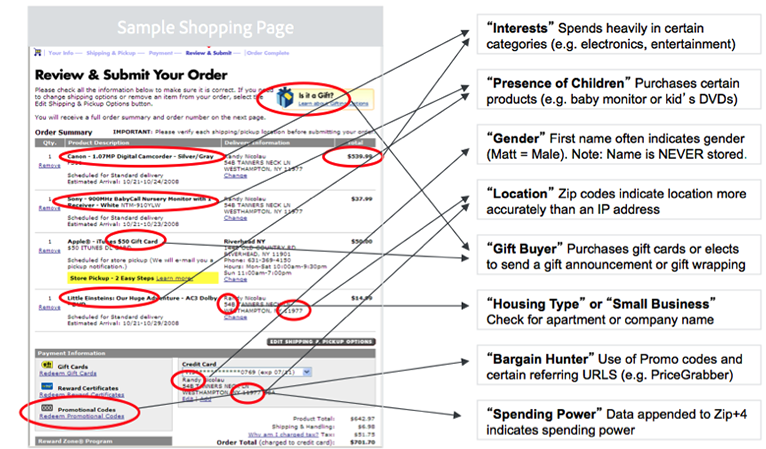 Sample Shopping Page
Your Info — Shipping & Pickup — Payment — Review & Submit — Order Complete
Review & Submit Your Order
Please check all the information below to make sure it is correct. If you need
to change shipping options or remove an item from your order, select the
Edit Shipping & Pickup Options button.
You will receive a full order summary and order number on the next page.
Is it a Gift?
Learn about Gifting Options
Order Summary IMPORTANT: Please verify each shipping/pickup location before submitting your order.
Qty. Product Description Delivery Information Total
1 Canon - 1.07MP Digital Camcorder - Silver/Gray Randy Nicolau $539.99
Remove 548 TANNERS NECK LN
WESTHAMPTON, NY 11977
Scheduled for Standard delivery Change
Estimated Arrival: 10/21-10/24/2008
1 Sony - 900MHz BabyCall Nursery Monitor with 1 Randy Nicolau $37.99
Remove Receiver - White NTM-910YLW 548 TANNERS NECK LN
WESTHAMPTON, NY 11977
Scheduled for Standard delivery Change
Estimated Arrival: 10/21-10/23/2008
1 Apple® - iTunes $50 Gift Card Riverhead NY $50.00
Remove $50 ITUNES
RIVERHEAD, NY 11901
Scheduled for store pickup (We will e-mail you a Phone: 631-369-4150
pickup notification.) Hours: Mon-Sat 10:00am-9:30pm
Sun 11:00am-7:00pm
Store Pickup - 2 Easy Steps Learn more. Change
1 Little Einsteins: Our Huge Adventure - AC3 Dolby Randy Nicolau $14.99
Remove 548 TANNERS NECK LN
WESTHAMPTON, NY 11977
Scheduled for Standard delivery Change
Estimated Arrival: 10/21-10/29/2008
EDIT SHIPPING & PICKUP OPTIONS
Payment Information
Gift Cards
Redeem Gift Cards
Reward Certificates
Redeem Reward Certificates
Promotional Codes
Redeem Promotional Codes
Reward Zone® Program
Credit Card
************0769 (exp 07/11)
Randy Nicolau
548 TANNERS NECK LN
WESTHAMPTON, NY 11977 USA
Edit | Add
Product Total: $642.97
Shipping & Handling: $6.98
Why am I charged tax? Tax: $51.75
Order Total (charged to credit card): $701.70
“Interests” Spends heavily in certain
categories (e.g. electronics, entertainment)
“Presence of Children” Purchases certain
products (e.g. baby monitor or kid’s DVDs)
“Gender” First name often indicates gender
(Matt = Male). Note: Name is NEVER stored.
“Location” Zip codes indicate location more
accurately than an IP address
“Gift Buyer” Purchases gift cards or elects
to send a gift announcement or gift wrapping
“Housing Type” or “Small Business”
Check for apartment or company name
“Bargain Hunter” Use of Promo codes and
certain referring URLS (e.g. PriceGrabber)
“Spending Power” Data appended to Zip+4
indicates spending power